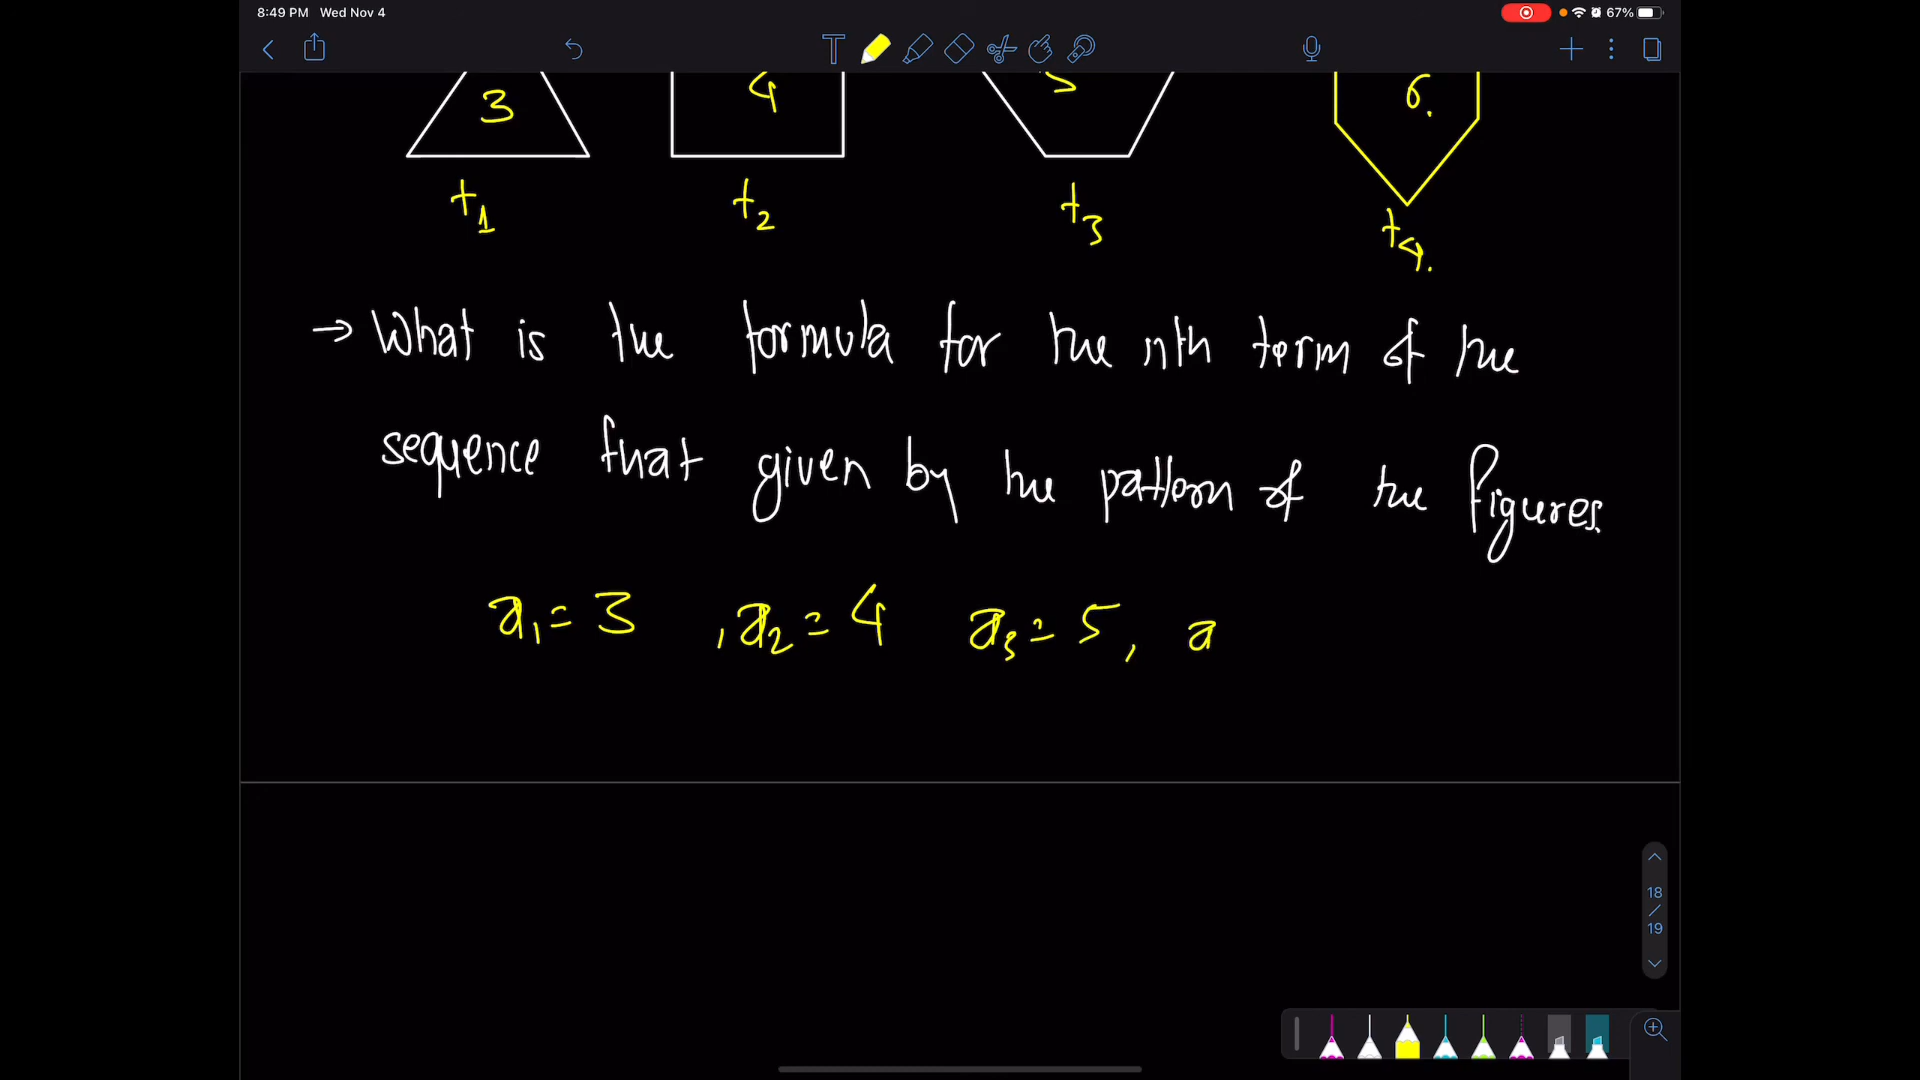 8:49 PM Wed Nov 4
67%
T
3 4 5 6.
t1 t2 t3 t4.
→ What is the formula for the nth term of the
sequence that given by the pattern of the figures.
a1 = 3 , a2 = 4 a3 = 5, a
18
/
19